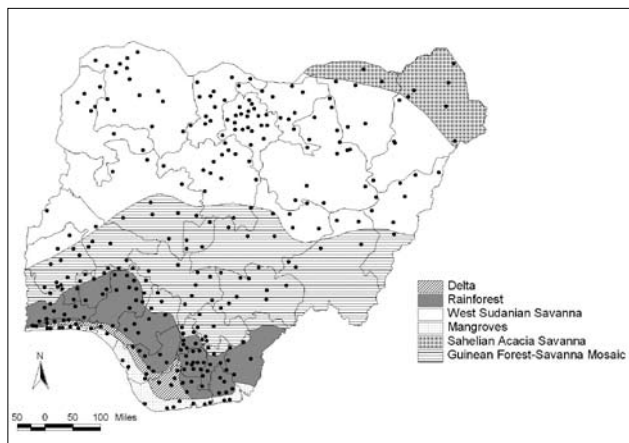 Delta
Rainforest
West Sudanian Savanna
Mangroves
Sahelian Acacia Savanna
Guinean Forest-Savanna Mosaic
N
50 0 50 100 Miles